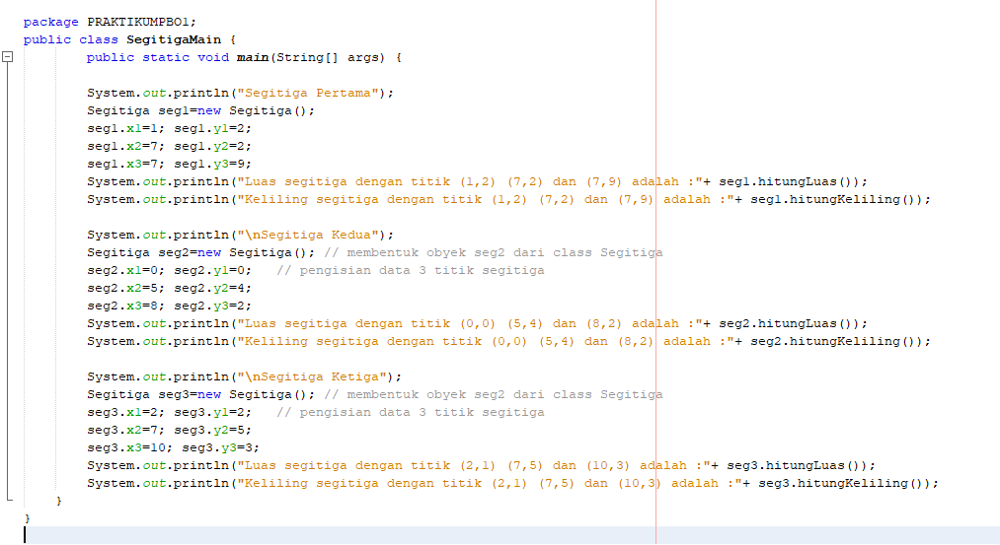 package PRAKTIKUMPBO1;
public class SegitigaMain {
public static void main(String[] args) {
System.out.println("Segitiga Pertama");
Segitiga seg1=new Segitiga();
seg1.x1=1; seg1.y1=2;
seg1.x2=7; seg1.y2=2;
seg1.x3=7; seg1.y3=9;
System.out.println("Luas segitiga dengan titik (1,2) (7,2) dan (7,9) adalah :"+ seg1.hitungLuas());
System.out.println("Keliling segitiga dengan titik (1,2) (7,2) dan (7,9) adalah :"+ seg1.hitungKeliling());
System.out.println("\nSegitiga Kedua");
Segitiga seg2=new Segitiga(); // membentuk obyek seg2 dari class Segitiga
seg2.x1=0; seg2.y1=0;   // pengisian data 3 titik segitiga
seg2.x2=5; seg2.y2=4;
seg2.x3=8; seg2.y3=2;
System.out.println("Luas segitiga dengan titik (0,0) (5,4) dan (8,2) adalah :"+ seg2.hitungLuas());
System.out.println("Keliling segitiga dengan titik (0,0) (5,4) dan (8,2) adalah :"+ seg2.hitungKeliling());
System.out.println("\nSegitiga Ketiga");
Segitiga seg3=new Segitiga(); // membentuk obyek seg2 dari class Segitiga
seg3.x1=2; seg3.y1=2;   // pengisian data 3 titik segitiga
seg3.x2=7; seg3.y2=5;
seg3.x3=10; seg3.y3=3;
System.out.println("Luas segitiga dengan titik (2,1) (7,5) dan (10,3) adalah :"+ seg3.hitungLuas());
System.out.println("Keliling segitiga dengan titik (2,1) (7,5) dan (10,3) adalah :"+ seg3.hitungKeliling());
}
}